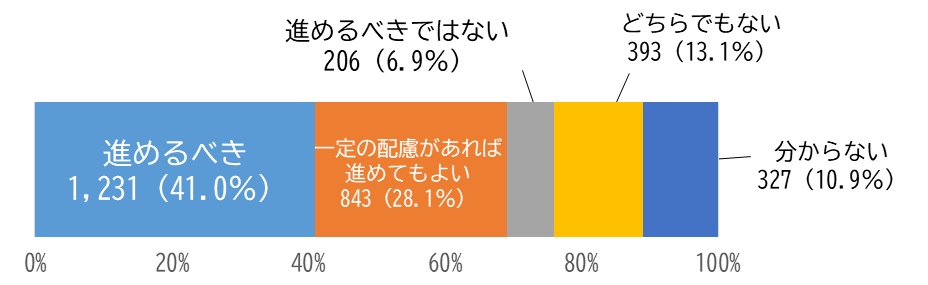 進めるべきではない
206（6.9%）
どちらでもない
393（13.1%）
進めるべき
1,231（41.0%）
一定の配慮があれば
進めてもよい
843（28.1%）
分からない
327（10.9%）
0%
20%
40%
60%
80%
100%